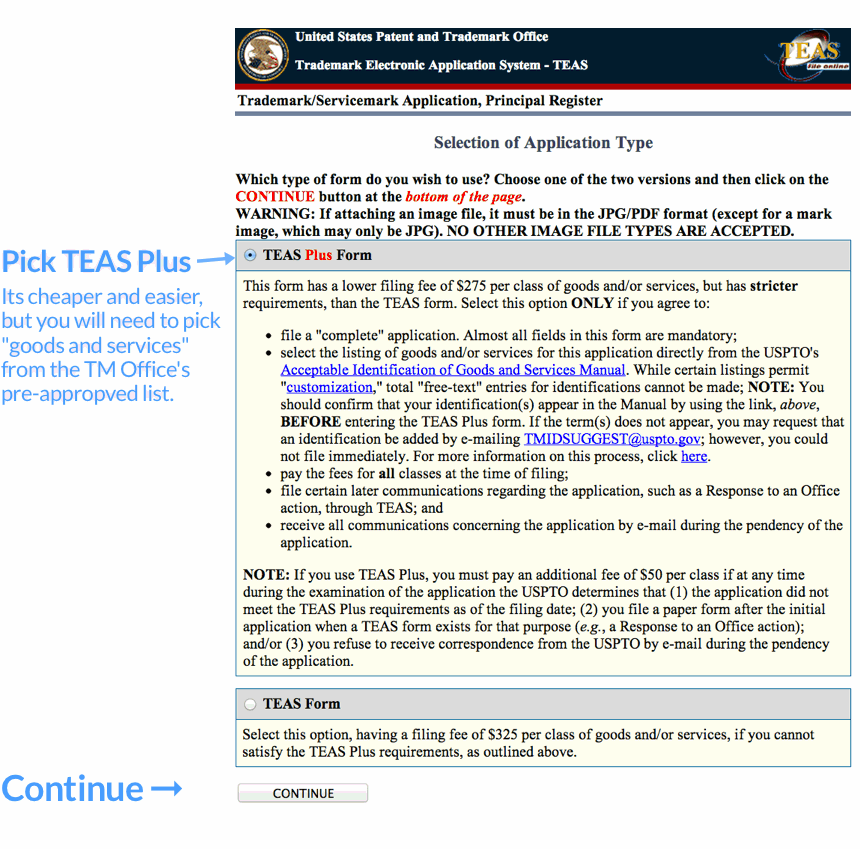 United States Patent and Trademark Office
Trademark Electronic Application System - TEAS
TEAS
file online
Trademark/Servicemark Application, Principal Register
Selection of Application Type
Which type of form do you wish to use? Choose one of the two versions and then click on the
CONTINUE button at the bottom of the page.
WARNING: If attaching an image file, it must be in the JPG/PDF format (except for a mark
image, which may only be JPG). NO OTHER IMAGE FILE TYPES ARE ACCEPTED.
Pick TEAS Plus
Its cheaper and easier,
but you will need to pick
"goods and services"
from the TM Office's
pre-appropved list.
TEAS Plus Form
This form has a lower filing fee of $275 per class of goods and/or services, but has stricter
requirements, than the TEAS form. Select this option ONLY if you agree to:
• file a "complete" application. Almost all fields in this form are mandatory;
• select the listing of goods and/or services for this application directly from the USPTO's
Acceptable Identification of Goods and Services Manual. While certain listings permit
"customization," total "free-text" entries for identifications cannot be made; NOTE: You
should confirm that your identification(s) appear in the Manual by using the link, above,
BEFORE entering the TEAS Plus form. If the term(s) does not appear, you may request that
an identification be added by e-mailing TMIDSUGGEST@uspto.gov; however, you could
not file immediately. For more information on this process, click here.
• pay the fees for all classes at the time of filing;
• file certain later communications regarding the application, such as a Response to an Office
action, through TEAS; and
• receive all communications concerning the application by e-mail during the pendency of the
application.
NOTE: If you use TEAS Plus, you must pay an additional fee of $50 per class if at any time
during the examination of the application the USPTO determines that (1) the application did not
meet the TEAS Plus requirements as of the filing date; (2) you file a paper form after the initial
application when a TEAS form exists for that purpose (e.g., a Response to an Office action);
and/or (3) you refuse to receive correspondence from the USPTO by e-mail during the pendency
of the application.
TEAS Form
Select this option, having a filing fee of $325 per class of goods and/or services, if you cannot
satisfy the TEAS Plus requirements, as outlined above.
Continue
CONTINUE